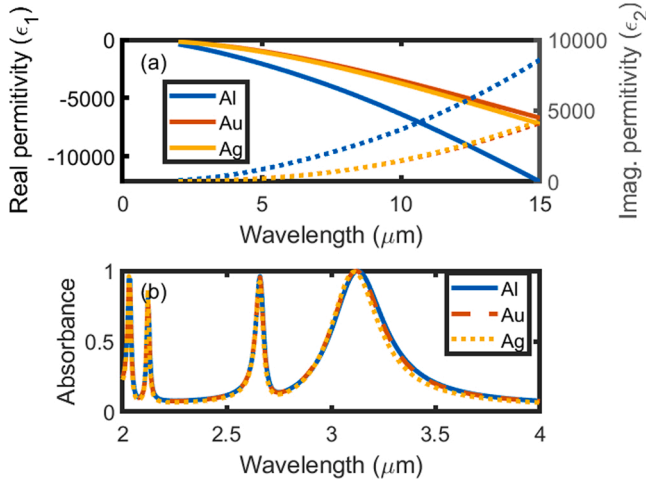 Real permitivity (ϵ1)
0
-5000
-10000
(a)
Al
Au
Ag
10000
5000
0
Imag. permitivity (ϵ2)
0
5
10
15
Wavelength (μm)
Absorbance
1
0.5
0
(b)
Al
Au
Ag
2
2.5
3
3.5
4
Wavelength (μm)